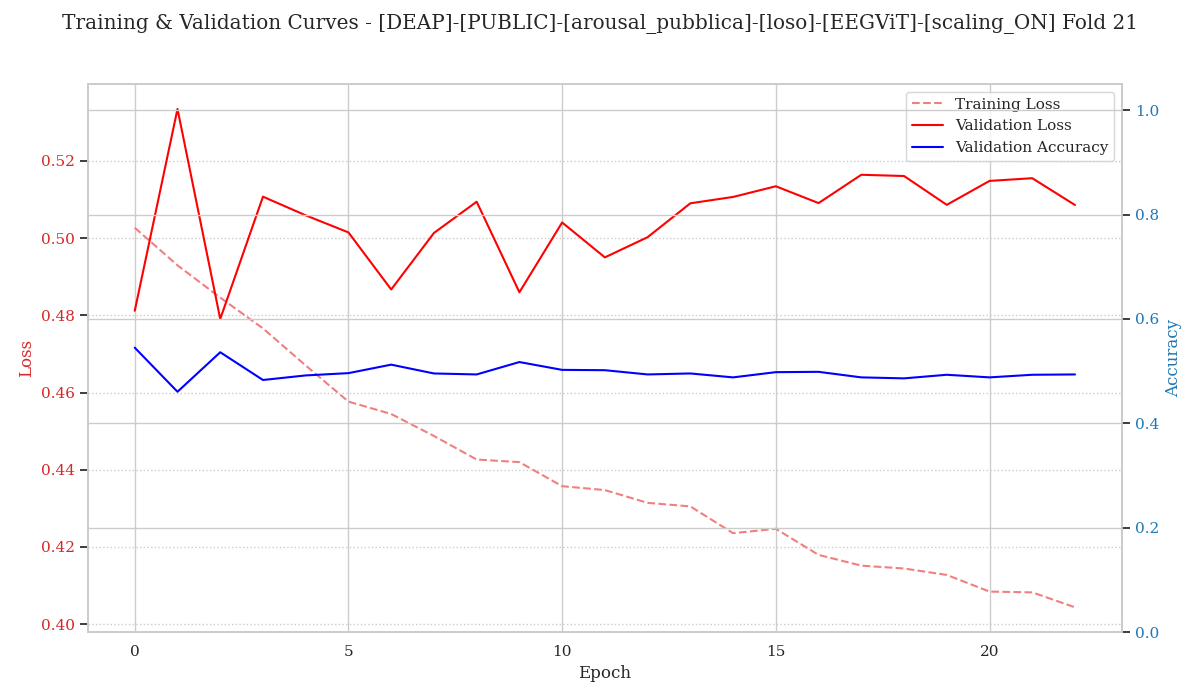 Training & Validation Curves - [DEAP]-[PUBLIC]-[arousal_pubblica]-[loso]-[EEGViT]-[scaling_ON] Fold 21
Training Loss
Validation Loss
Validation Accuracy
Loss
0.52
0.50
0.48
0.46
0.44
0.42
0.40
1.0
0.8
0.6
0.4
0.2
0.0
Accuracy
0
5
10
15
20
Epoch